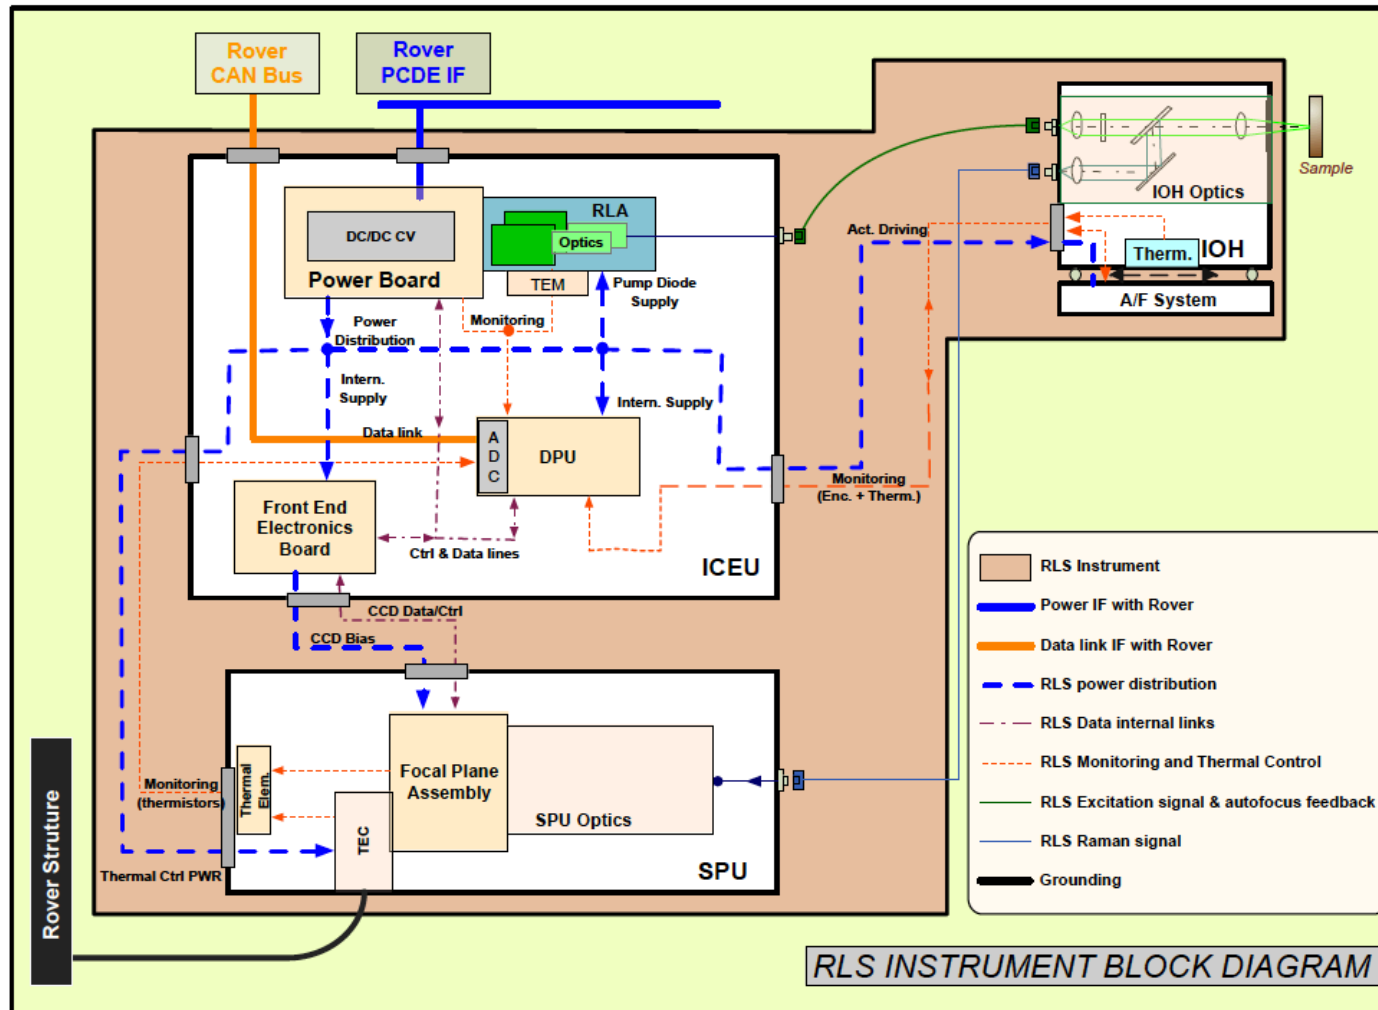 Rover
CAN Bus
Rover
PCDE IF
Sample
IOH Optics
RLA
DC/DC CV
Optics
Power Board
TEM
Pump Diode
Supply
Act. Driving
Therm.
IOH
A/F System
Monitoring
Power
Distribution
Intern.
Supply
Intern. Supply
Data link
A
D
C
DPU
Monitoring
(Enc. + Therm.)
Front End
Electronics
Board
Ctrl & Data lines
ICEU
CCD Data/Ctrl
CCD Bias
RLS Instrument
Power IF with Rover
Data link IF with Rover
RLS power distribution
RLS Data internal links
RLS Monitoring and Thermal Control
RLS Excitation signal & autofocus feedback
RLS Raman signal
Grounding
Focal Plane
Assembly
Thermal
Elem.
Monitoring
(thermistors)
SPU Optics
TEC
Thermal Ctrl PWR
SPU
Rover Struture
RLS INSTRUMENT BLOCK DIAGRAM